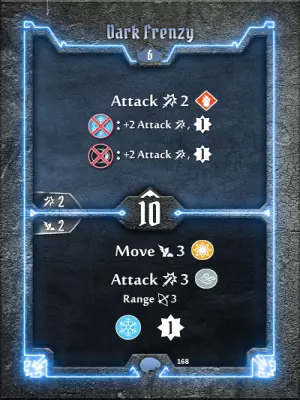 Dark Frenzy
6
Attack 2
: +2 Attack , 1
: +2 Attack , 1
2
10
2
Move 3
Attack 3
Range 3
1
168